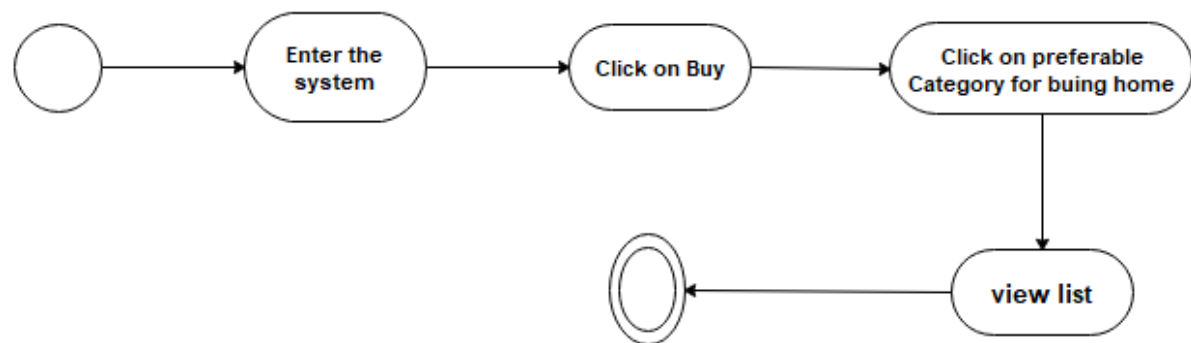 Enter the
system
Click on Buy
Click on preferable
Category for buing home
view list